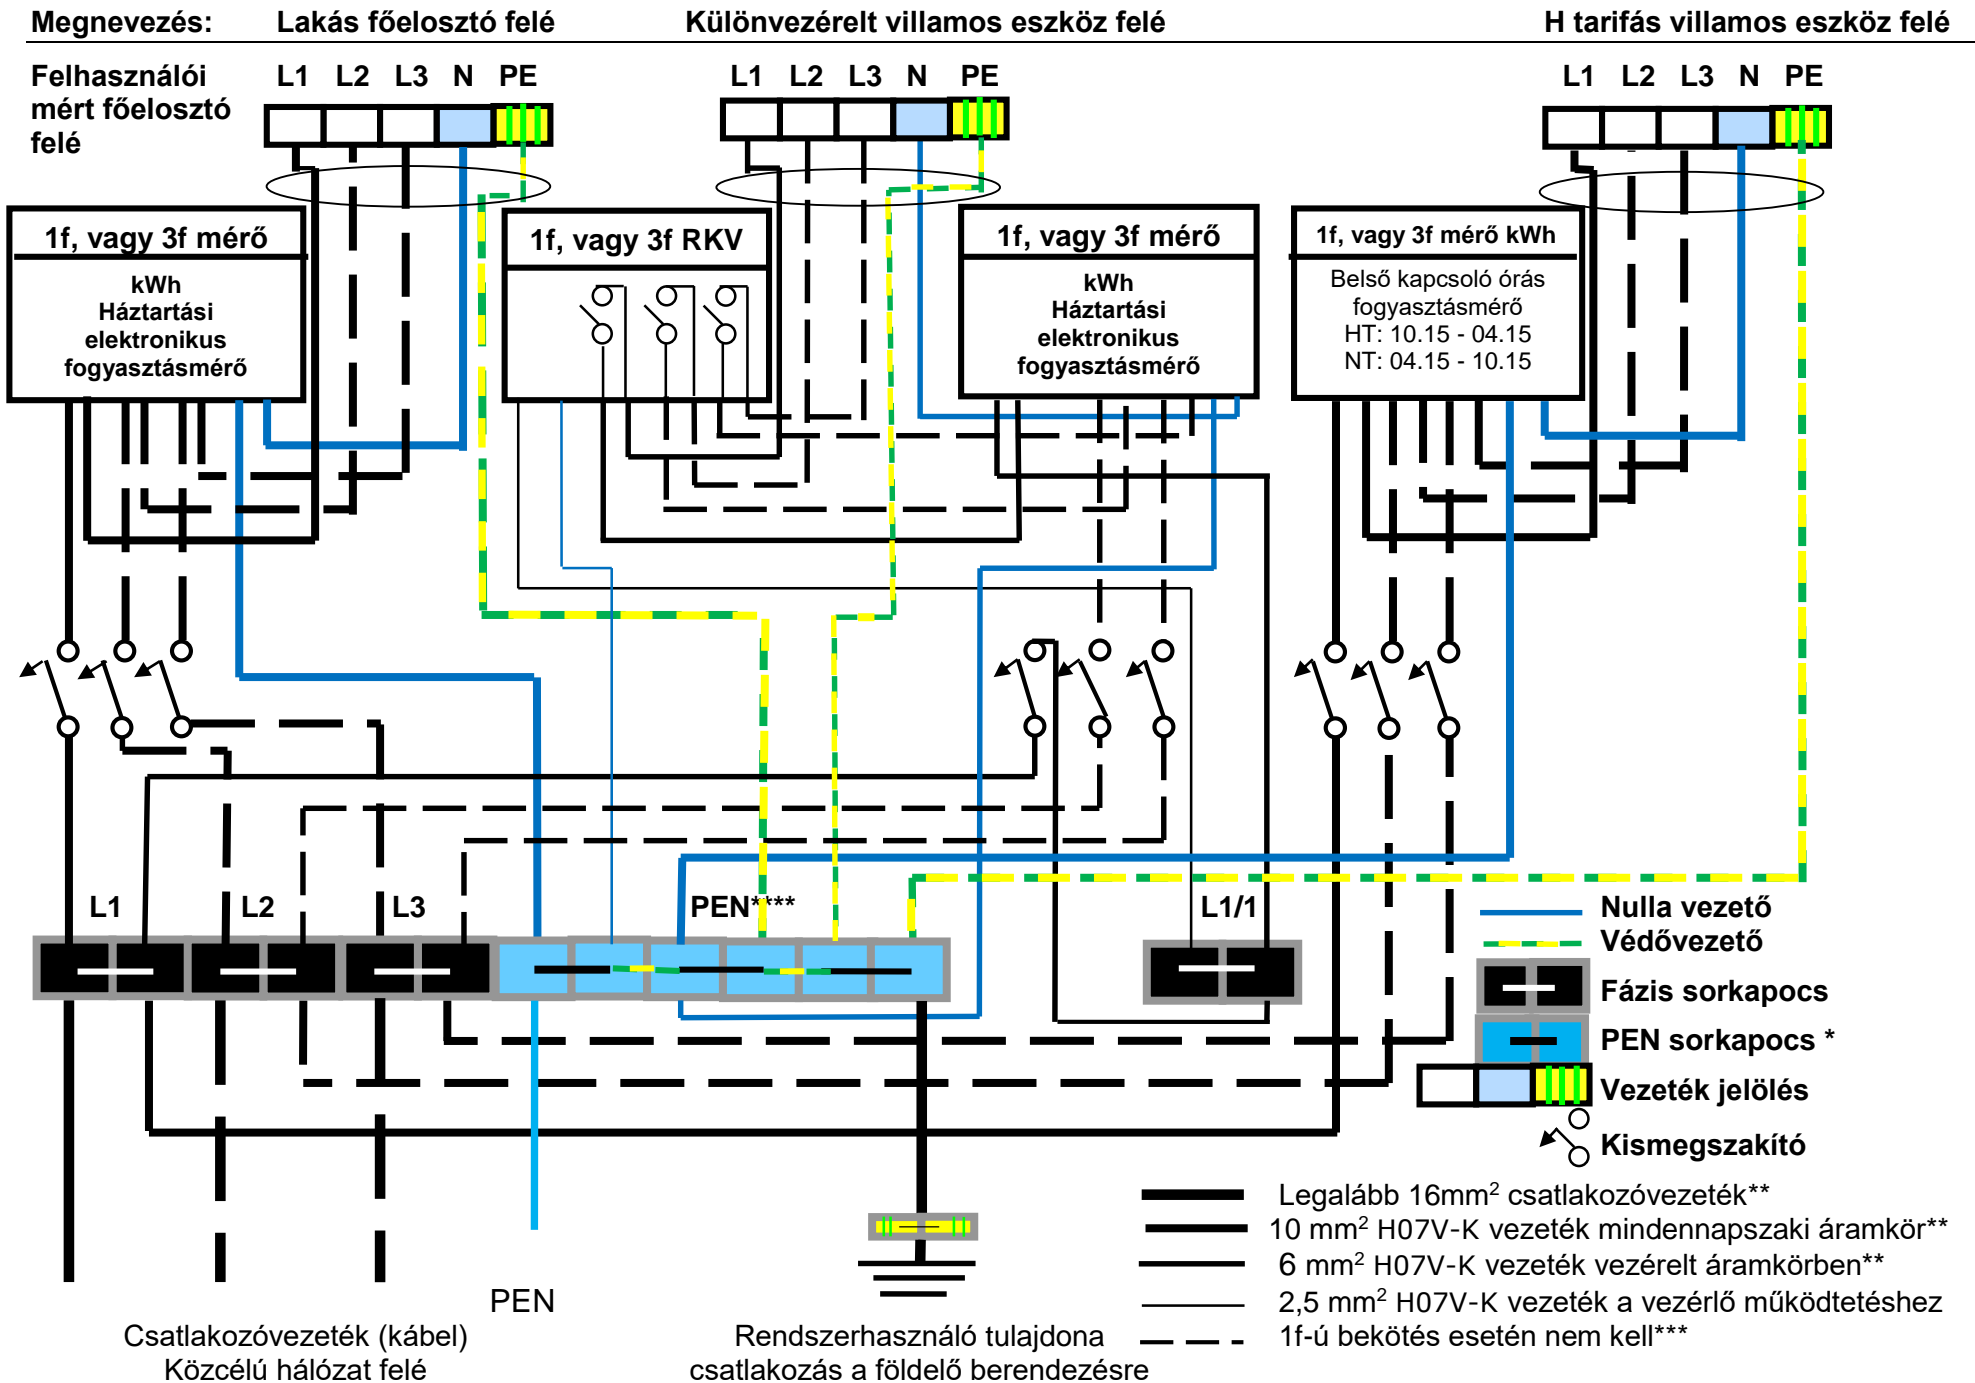 Megnevezés: Lakás főelosztó felé Különvezérelt villamos eszköz felé H tarifás villamos eszköz felé
Felhasználói
mért főelosztó
felé
L1 L2 L3 N PE
L1 L2 L3 N PE
L1 L2 L3 N PE
1f, vagy 3f mérő
kWh
Háztartási
elektronikus
fogyasztásmérő
1f, vagy 3f RKV
1f, vagy 3f mérő
kWh
Háztartási
elektronikus
fogyasztásmérő
1f, vagy 3f mérő kWh
Belső kapcsoló órás
fogyasztásmérő
HT: 10.15 - 04.15
NT: 04.15 - 10.15
L1 L2 L3 PEN**** L1/1
Nulla vezető
Védővezető
Fázis sorkapocs
PEN sorkapocs *
Vezeték jelölés
Kismegszakító
Legalább 16mm² csatlakozóvezeték**
10 mm² H07V-K vezeték mindennapszaki áramkör**
6 mm² H07V-K vezeték vezérelt áramkörben**
2,5 mm² H07V-K vezeték a vezérlő működtetéshez
1f-ú bekötés esetén nem kell***
PEN
Csatlakozóvezeték (kábel)
Közcélú hálózat felé
Rendszerhasználó tulajdona
csatlakozás a földelő berendezésre